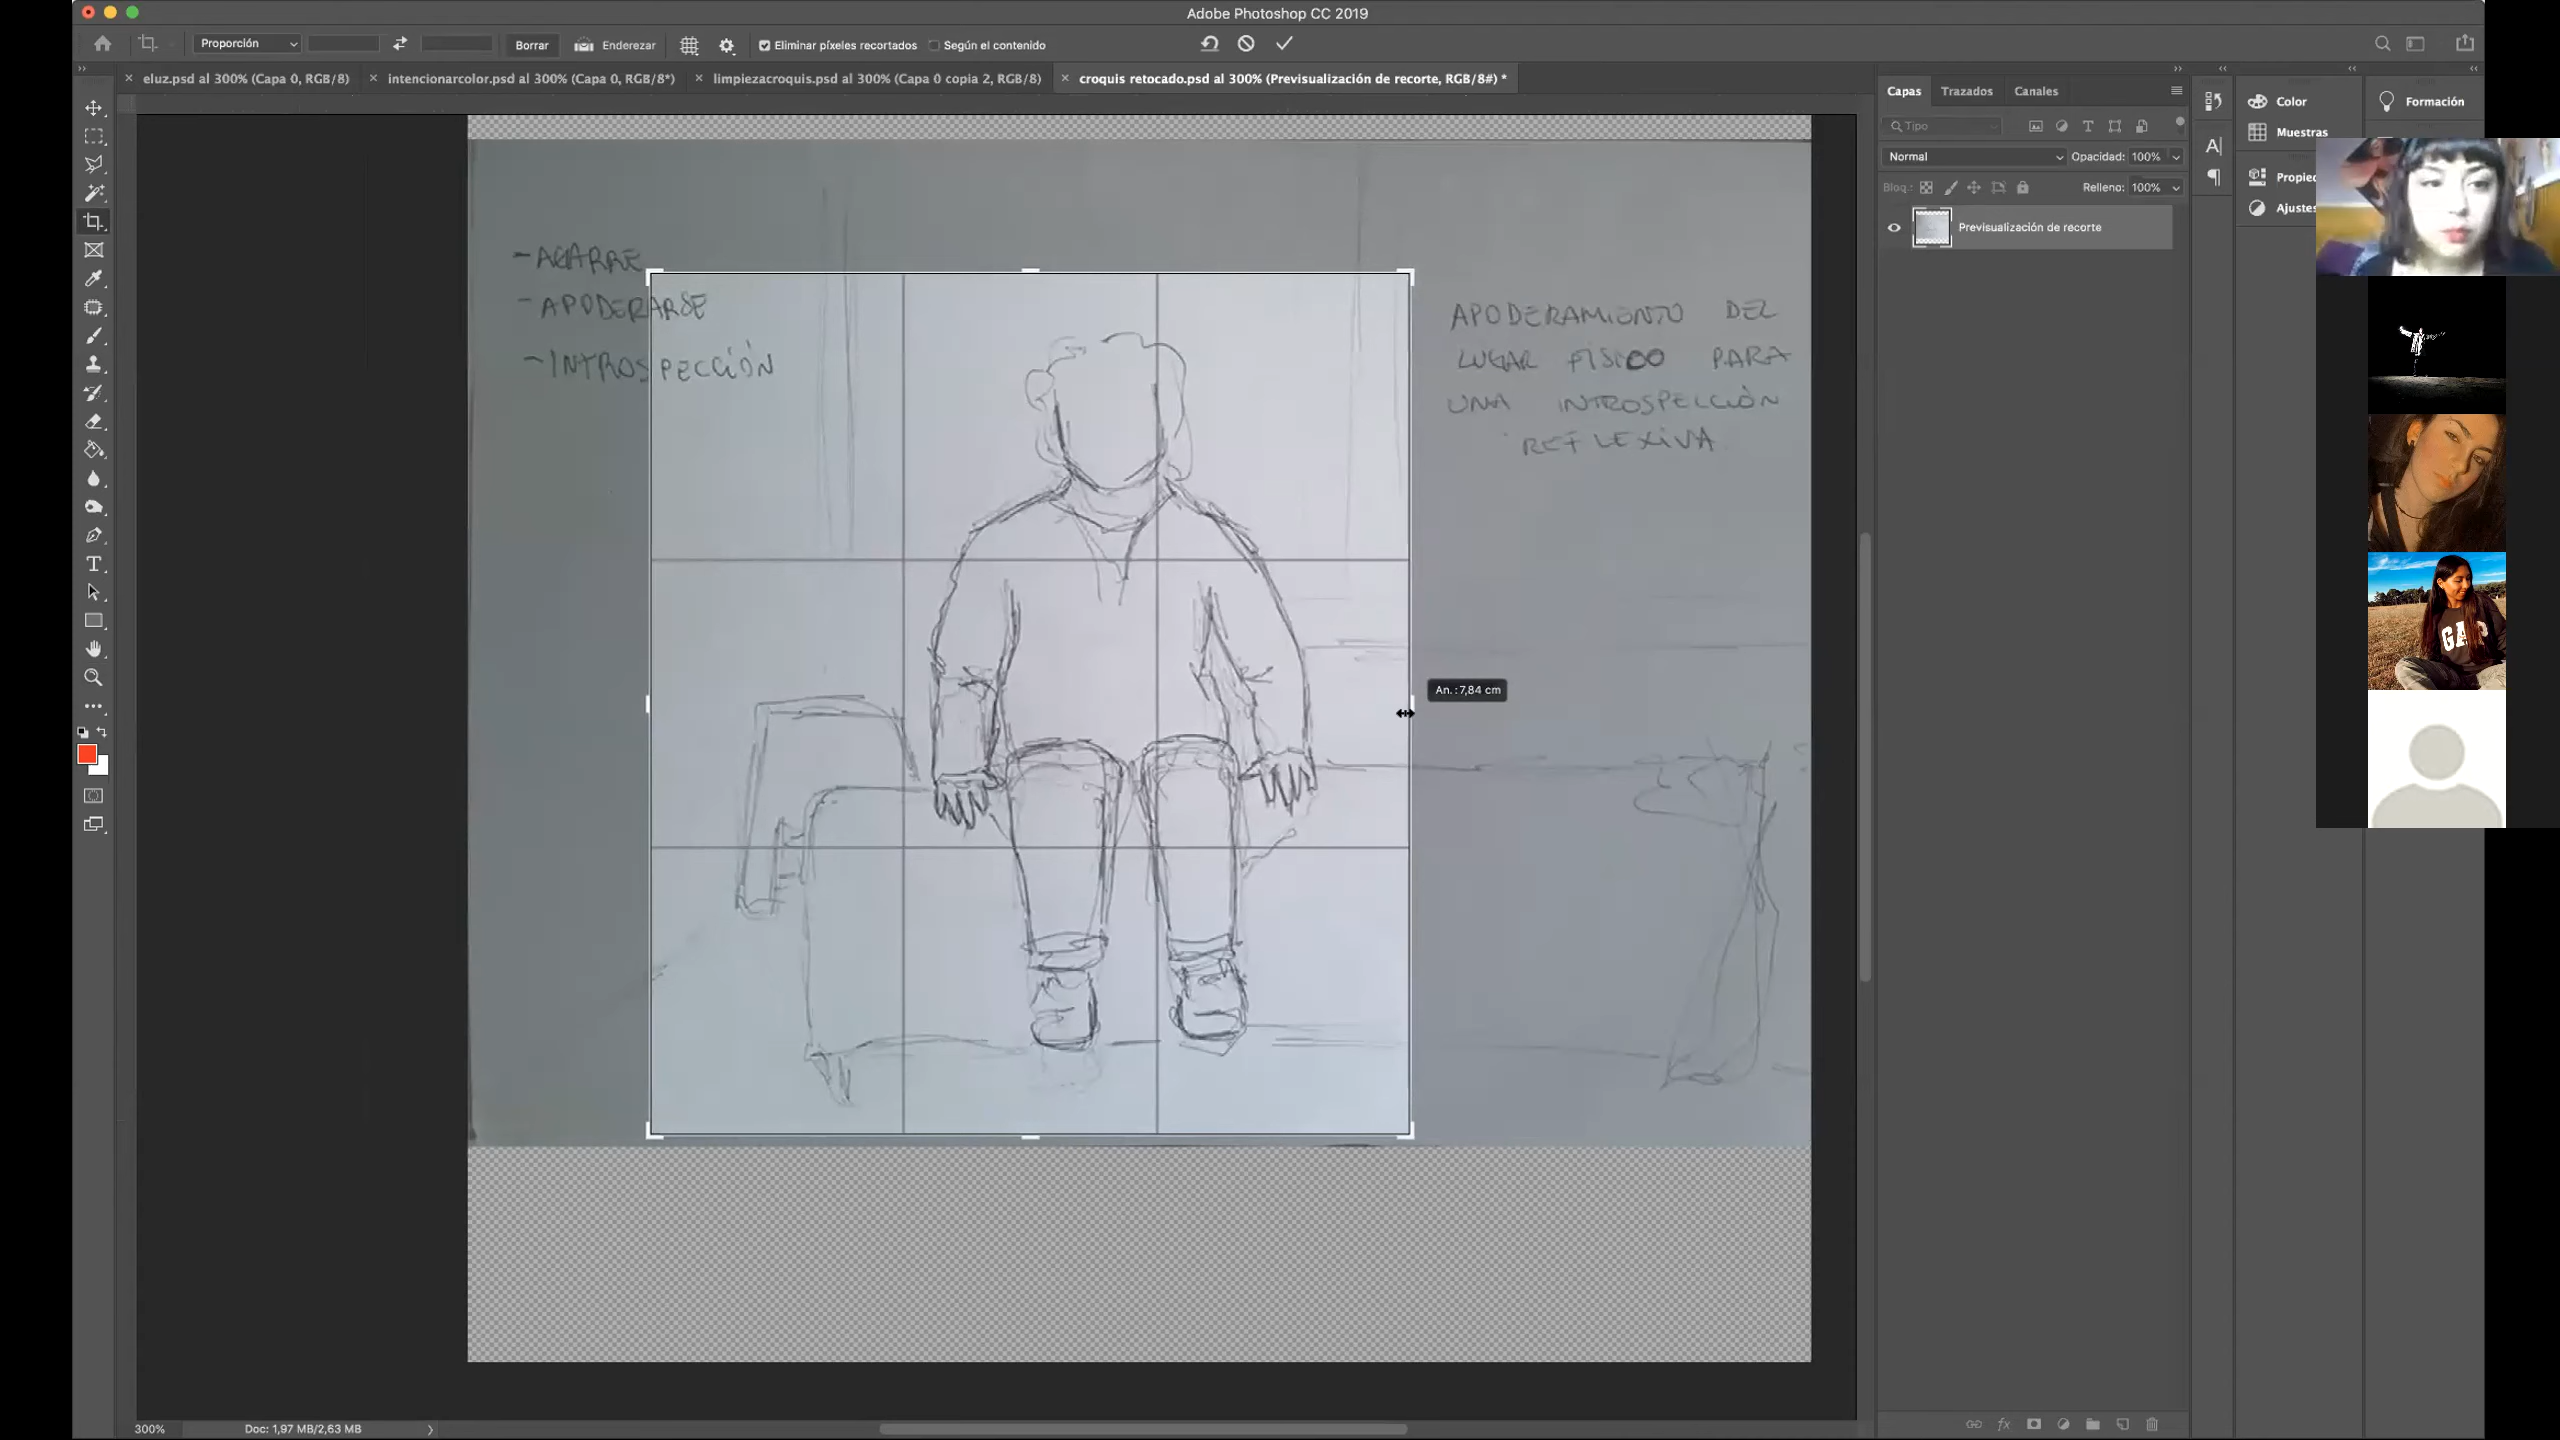 Adobe Photoshop CC 2019
Proporción
Borrar
Enderezar
Eliminar píxeles recortados
Según el contenido
eluz.psd al 300% (Capa 0, RGB/8)
intencionarcolor.psd al 300% (Capa 0, RGB/8*)
limpiezacroquis.psd al 300% (Capa 0 copia 2, RGB/8)
croquis retocado.psd al 300% (Previsualización de recorte, RGB/8#) *
Capas
Trazados
Canales
Color
Formación
Tipo
Muestras
Normal
Opacidad: 100%
Propied
Bloq.:
Relleno: 100%
Ajustes
Previsualización de recorte
- AGARRE
- APODERARSE
- INTROSPECCIÓN
APODERAMIENTO DEL
LUGAR FÍSICO PARA
UNA INTROSPECCIÓN
REFLEXIVA
An.: 7,84 cm
GAP
300%
Doc: 1,97 MB/2,63 MB